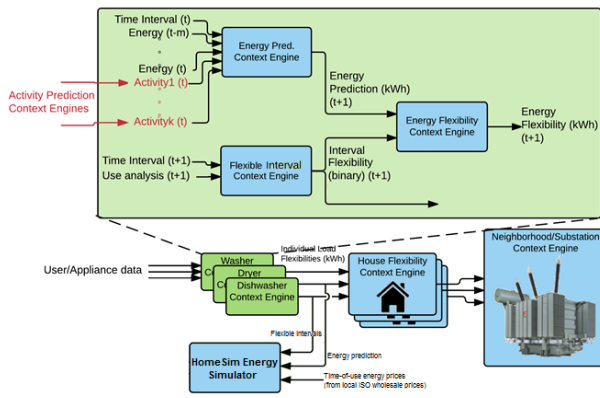 Time Interval (t)
Energy (t-m)
Energy (t)
Activity1 (t)
Activityk (t)
Activity Prediction
Context Engines
Energy Pred.
Context Engine
Energy
Prediction (kWh)
(t+1)
Energy Flexibility
Context Engine
Energy
Flexibility (kWh)
(t+1)
Time Interval (t+1)
Use analysis (t+1)
Flexible Interval
Context Engine
Interval
Flexibility
(binary) (t+1)
User/Appliance data
Washer
Dryer
Dishwasher
Context Engine
Individual Load
Flexibilities (kWh)
House Flexibility
Context Engine
Neighborhood/Substation
Context Engine
Flexible Intervals
Energy prediction
HomeSim Energy
Simulator
Time-of-use energy prices
(from local ISO wholesale prices)